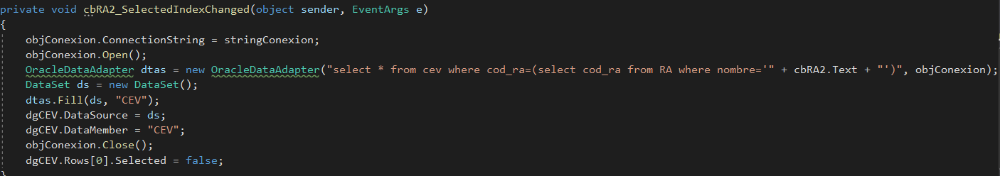 private void cbRA2_SelectedIndexChanged(object sender, EventArgs e)
{
objConexion.ConnectionString = stringConexion;
objConexion.Open();
OracleDataAdapter dtas = new OracleDataAdapter("select * from cev where cod_ra=(select cod_ra from RA where nombre='" + cbRA2.Text + "')", objConexion);
DataSet ds = new DataSet();
dtas.Fill(ds, "CEV");
dgCEV.DataSource = ds;
dgCEV.DataMember = "CEV";
objConexion.Close();
dgCEV.Rows[0].Selected = false;
}